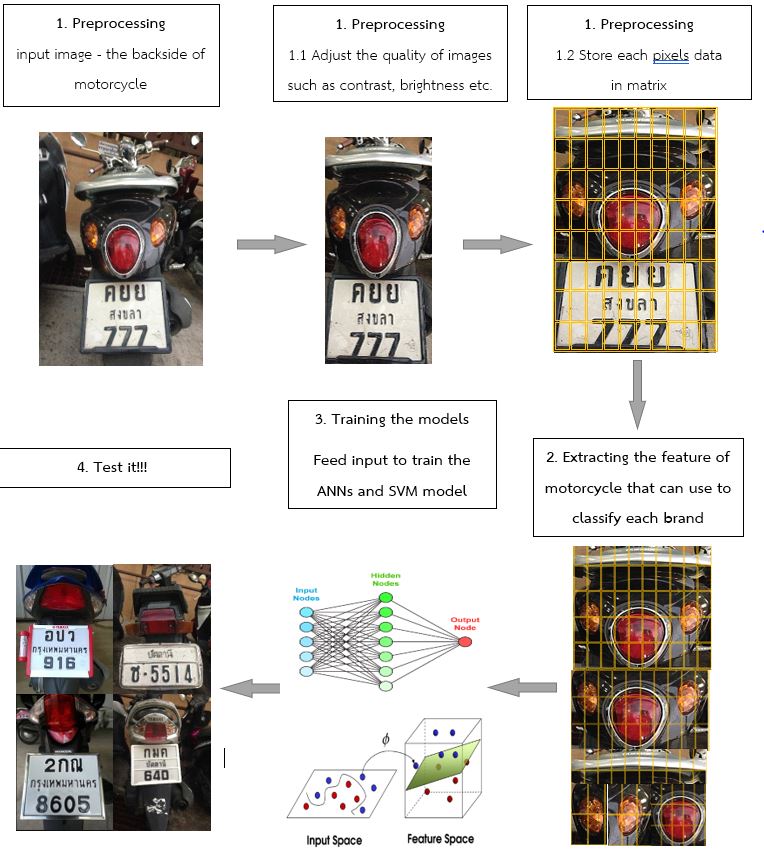 1. Preprocessing
input image - the backside of
motorcycle
1. Preprocessing
1.1 Adjust the quality of images
such as contrast, brightness etc.
1. Preprocessing
1.2 Store each pixels data
in matrix
คยย
สงขลา
777
คยย
สงขลา
777
คยย
สงขลา
777
2. Extracting the feature of
motorcycle that can use to
classify each brand
3. Training the models
Feed input to train the
ANNs and SVM model
Input
Nodes
Hidden
Nodes
Output
Node
ϕ
Input Space
Feature Space
4. Test it!!!
อบว
กรุงเทพมหานคร
916
ปัตตานี
ช-5514
2กณ
กรุงเทพมหานคร
8605
กมค
ปัตตานี
640